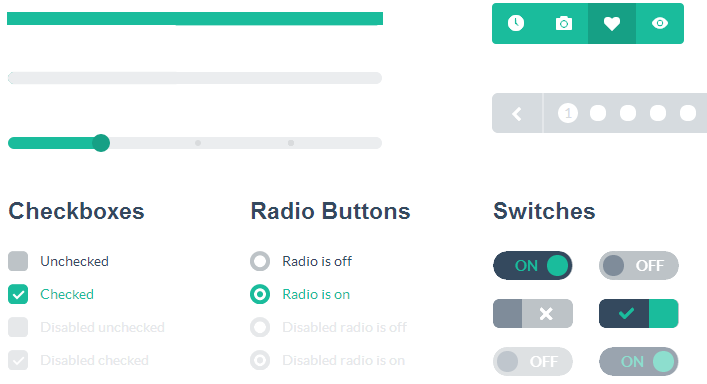 1
Checkboxes
Radio Buttons
Switches
Unchecked
Radio is off
ON
OFF
Checked
Radio is on
Disabled unchecked
Disabled radio is off
Disabled checked
Disabled radio is on
OFF
ON